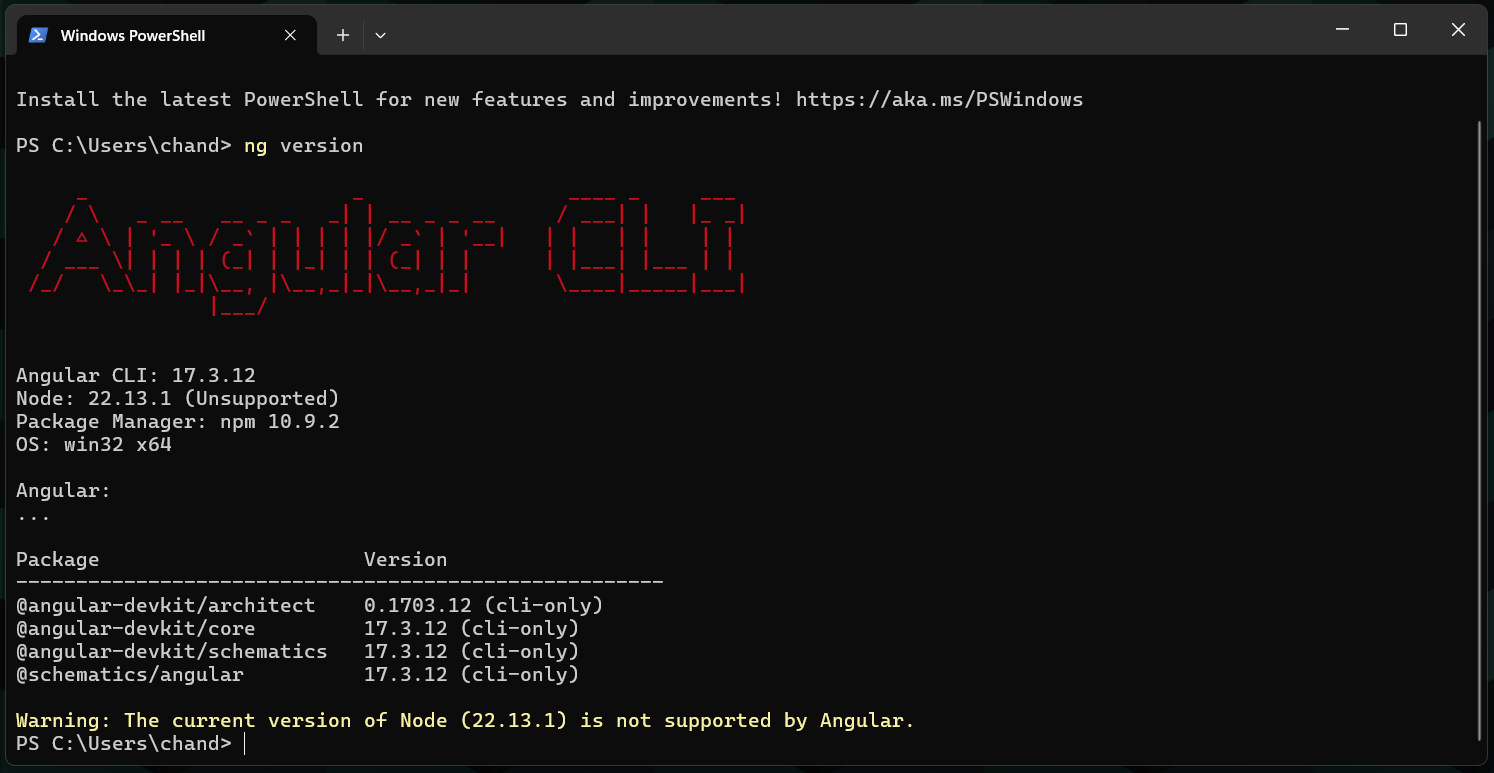 Windows PowerShell
Install the latest PowerShell for new features and improvements! https://aka.ms/PSWindows
PS C:\Users\chand> ng version
Angular CLI
Angular CLI: 17.3.12
Node: 22.13.1 (Unsupported)
Package Manager: npm 10.9.2
OS: win32 x64
Angular:
...
Package                      Version
------------------------------------------------------
@angular-devkit/architect    0.1703.12 (cli-only)
@angular-devkit/core         17.3.12 (cli-only)
@angular-devkit/schematics   17.3.12 (cli-only)
@schematics/angular          17.3.12 (cli-only)
Warning: The current version of Node (22.13.1) is not supported by Angular.
PS C:\Users\chand>